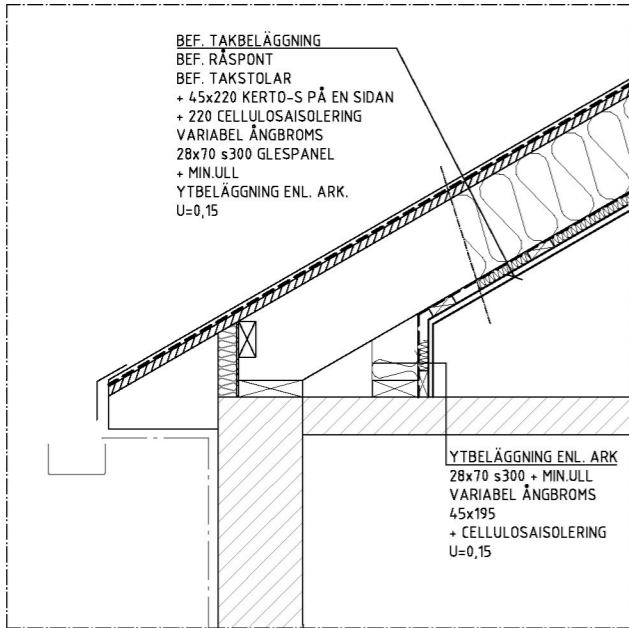 BEF. TAKBELÄGGNING
BEF. RÅSPONT
BEF. TAKSTOLAR
+ 45x220 KERTO-S PÅ EN SIDAN
+ 220 CELLULOSAISOLERING
VARIABEL ÅNGBROMS
28x70 s300 GLESPANEL
+ MIN.ULL
YTBELÄGGNING ENL. ARK.
U=0,15
YTBELÄGGNING ENL. ARK
28x70 s300 + MIN.ULL
VARIABEL ÅNGBROMS
45x195
+ CELLULOSAISOLERING
U=0,15